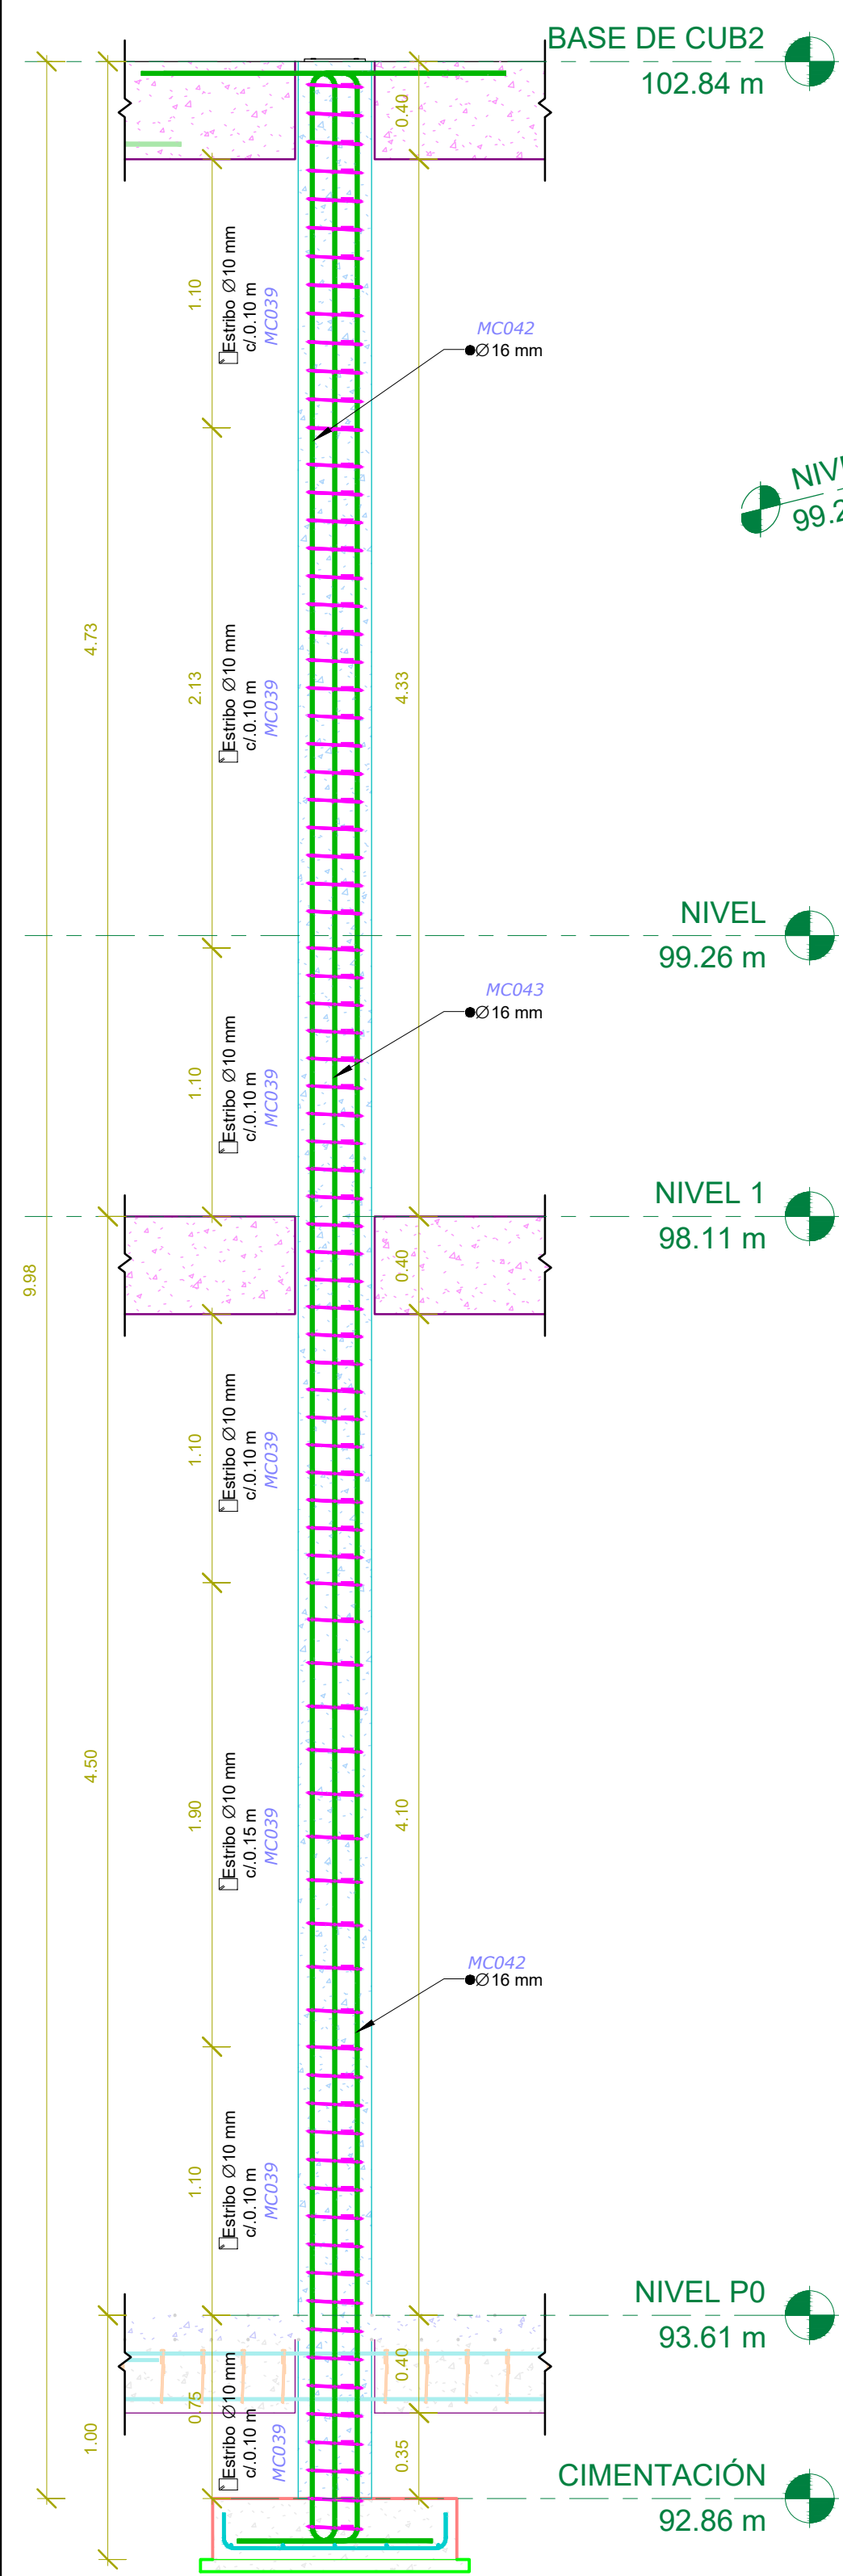 BASE DE CUB2
102.84 m
0.40
1.10
Estribo Ø10 mm
c/.0.10 m
MC039
MC042
Ø16 mm
NIV
99.2
4.73
2.13
Estribo Ø10 mm
c/.0.10 m
MC039
4.33
NIVEL
99.26 m
MC043
Ø16 mm
1.10
Estribo Ø10 mm
c/.0.10 m
MC039
NIVEL 1
98.11 m
0.40
9.98
1.10
Estribo Ø10 mm
c/.0.10 m
MC039
4.50
1.90
Estribo Ø10 mm
c/.0.15 m
MC039
4.10
MC042
Ø16 mm
1.10
Estribo Ø10 mm
c/.0.10 m
MC039
NIVEL P0
93.61 m
0.40
0.75
Estribo Ø10 mm
c/.0.10 m
MC039
1.00
0.35
CIMENTACIÓN
92.86 m